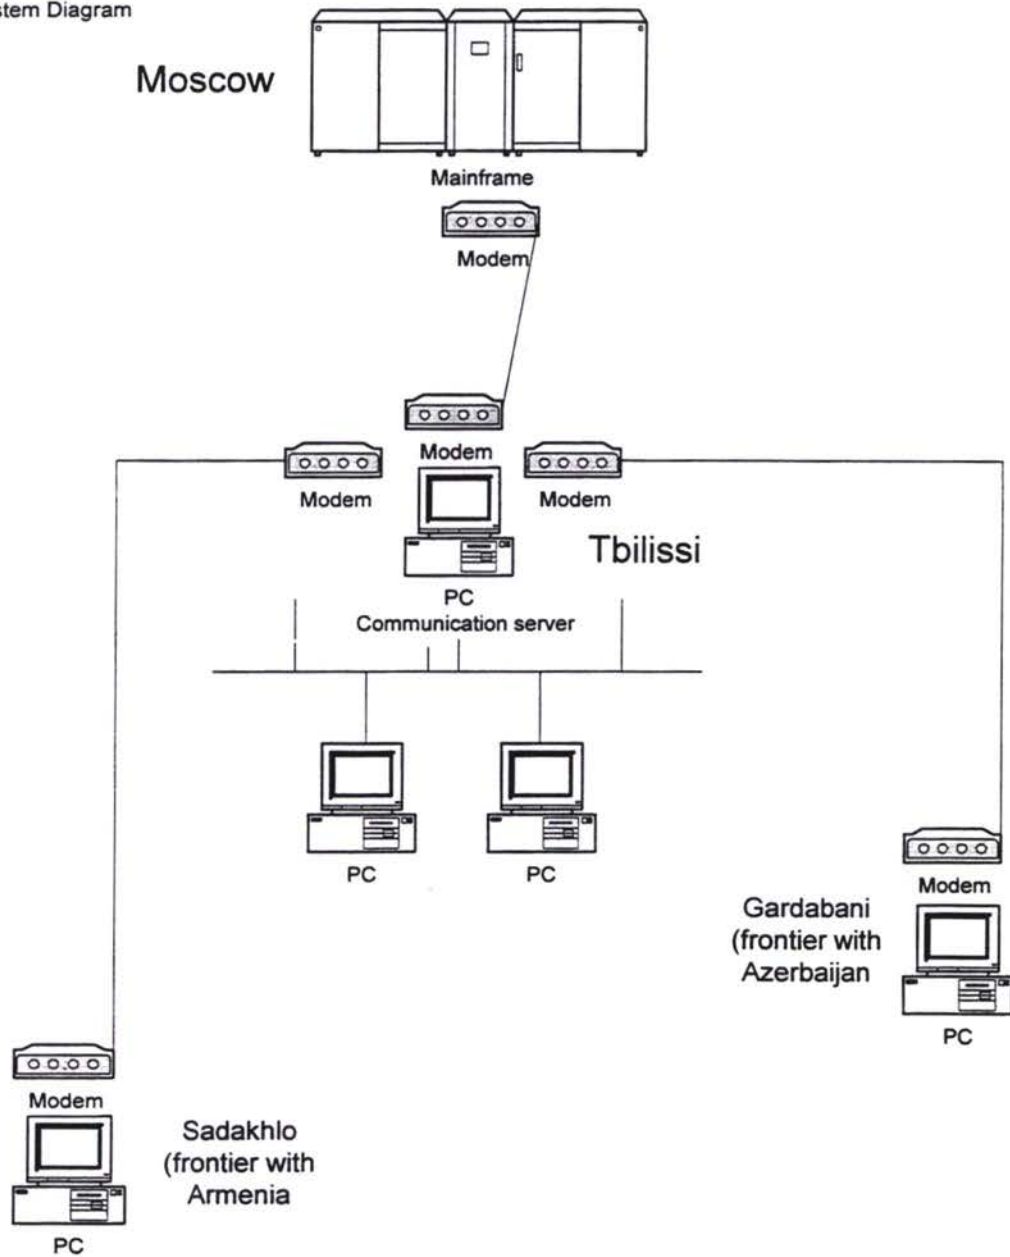 stem Diagram
Moscow
Mainframe
Modem
Modem
Modem
Modem
Tbilissi
PC
Communication server
PC
PC
Modem
Gardabani
(frontier with
Azerbaijan
PC
Modem
Sadakhlo
(frontier with
Armenia
PC